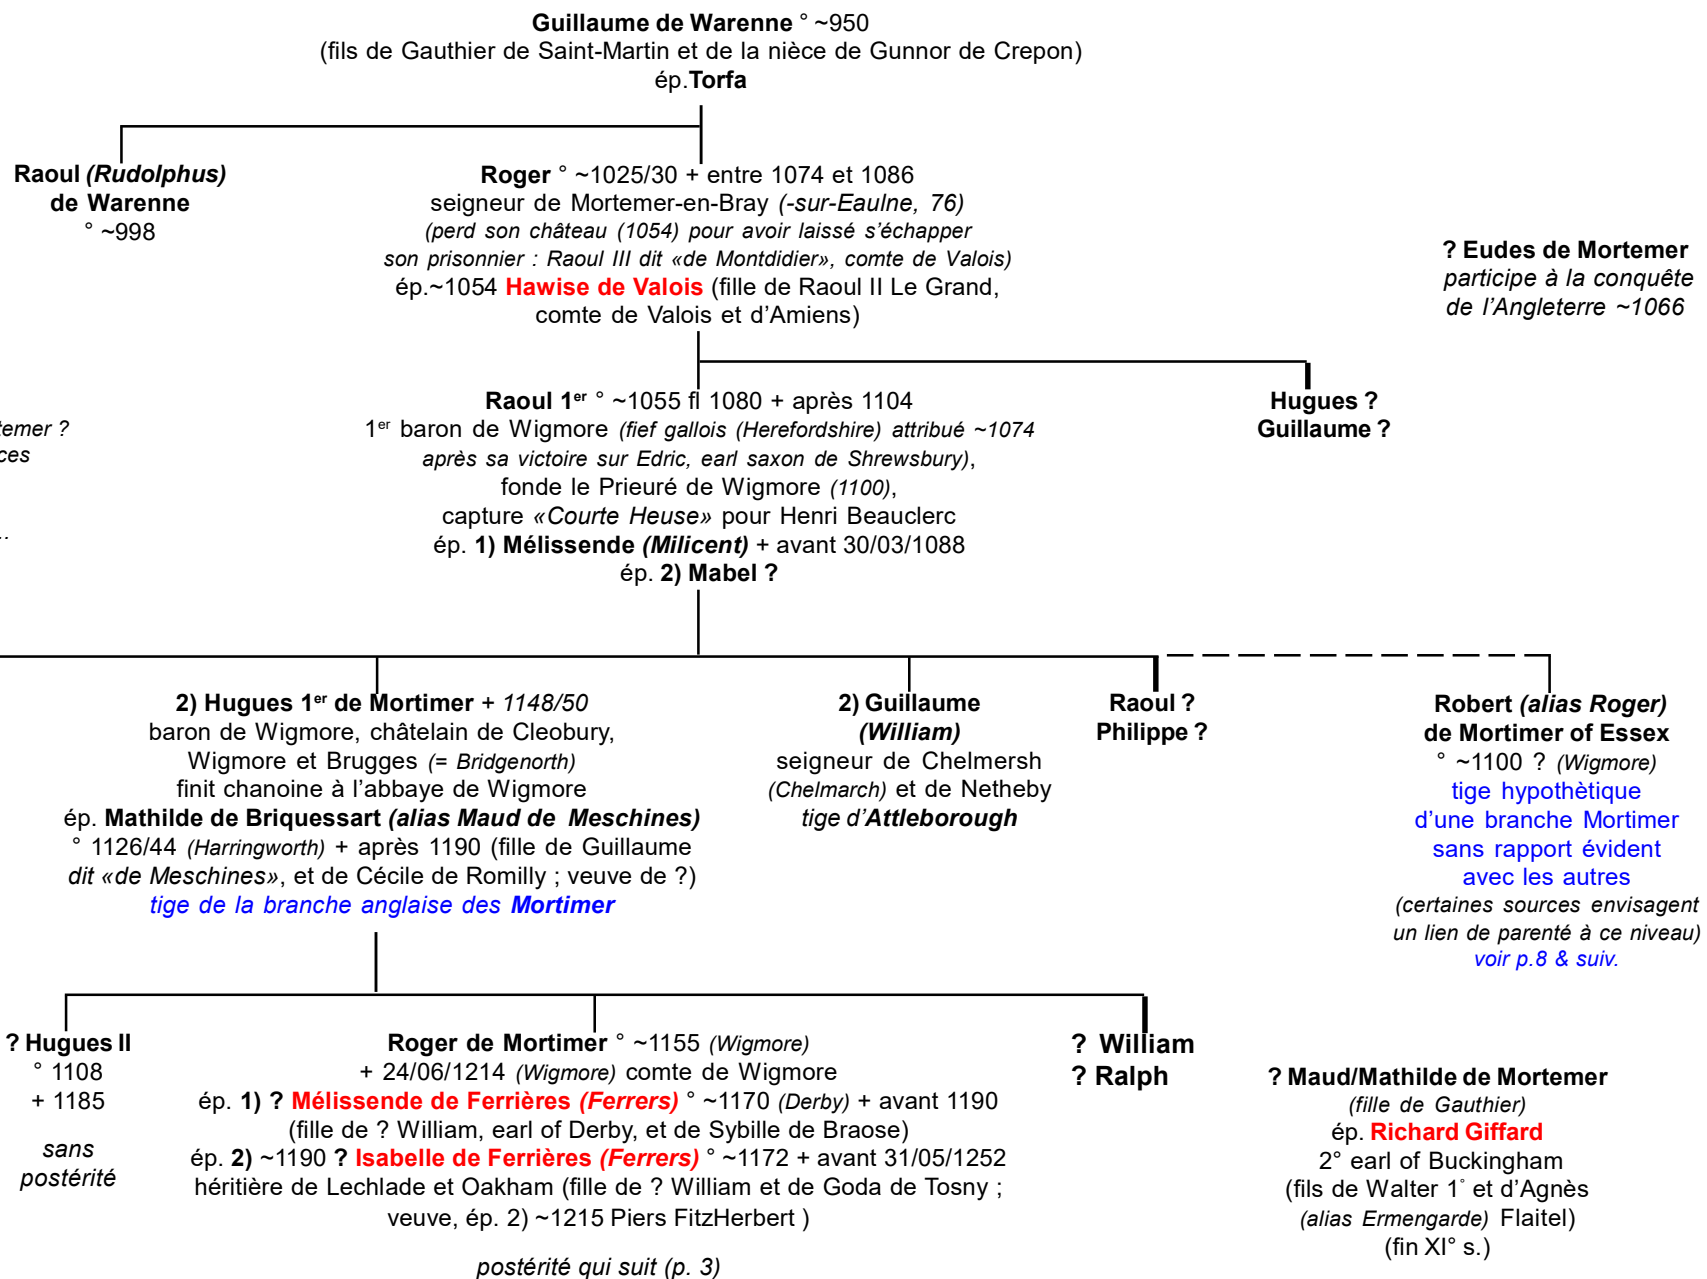 Guillaume de Warenne ° ~950
(fils de Gauthier de Saint-Martin et de la nièce de Gunnor de Crepon)
ép.Torfa
Raoul (Rudolphus)
de Warenne
° ~998
Roger ° ~1025/30 + entre 1074 et 1086
seigneur de Mortemer-en-Bray (-sur-Eaulne, 76)
(perd son château (1054) pour avoir laissé s'échapper
son prisonnier : Raoul III dit «de Montdidier», comte de Valois)
ép.~1054 Hawise de Valois (fille de Raoul II Le Grand,
comte de Valois et d'Amiens)
? Eudes de Mortemer
participe à la conquête
de l'Angleterre ~1066
temer ?
ces
..
Raoul 1er ° ~1055 fl 1080 + après 1104
1er baron de Wigmore (fief gallois (Herefordshire) attribué ~1074
après sa victoire sur Edric, earl saxon de Shrewsbury),
fonde le Prieuré de Wigmore (1100),
capture «Courte Heuse» pour Henri Beauclerc
ép. 1) Mélissende (Milicent) + avant 30/03/1088
ép. 2) Mabel ?
Hugues ?
Guillaume ?
2) Hugues 1er de Mortimer + 1148/50
baron de Wigmore, châtelain de Cleobury,
Wigmore et Brugges (= Bridgenorth)
finit chanoine à l'abbaye de Wigmore
ép. Mathilde de Briquessart (alias Maud de Meschines)
° 1126/44 (Harringworth) + après 1190 (fille de Guillaume
dit «de Meschines», et de Cécile de Romilly ; veuve de ?)
tige de la branche anglaise des Mortimer
2) Guillaume
(William)
seigneur de Chelmersh
(Chelmarch) et de Netheby
tige d'Attleborough
Raoul ?
Philippe ?
Robert (alias Roger)
de Mortimer of Essex
° ~1100 ? (Wigmore)
tige hypothètique
d'une branche Mortimer
sans rapport évident
avec les autres
(certaines sources envisagent
un lien de parenté à ce niveau)
voir p.8 & suiv.
? Hugues II
° 1108
+ 1185
sans
postérité
Roger de Mortimer ° ~1155 (Wigmore)
+ 24/06/1214 (Wigmore) comte de Wigmore
ép. 1) ? Mélissende de Ferrières (Ferrers) ° ~1170 (Derby) + avant 1190
(fille de ? William, earl of Derby, et de Sybille de Braose)
ép. 2) ~1190 ? Isabelle de Ferrières (Ferrers) ° ~1172 + avant 31/05/1252
héritière de Lechlade et Oakham (fille de ? William et de Goda de Tosny ;
veuve, ép. 2) ~1215 Piers FitzHerbert )
postérité qui suit (p. 3)
? William
? Ralph
? Maud/Mathilde de Mortemer
(fille de Gauthier)
ép. Richard Giffard
2° earl of Buckingham
(fils de Walter 1° et d'Agnès
(alias Ermengarde) Flaitel)
(fin XI° s.)